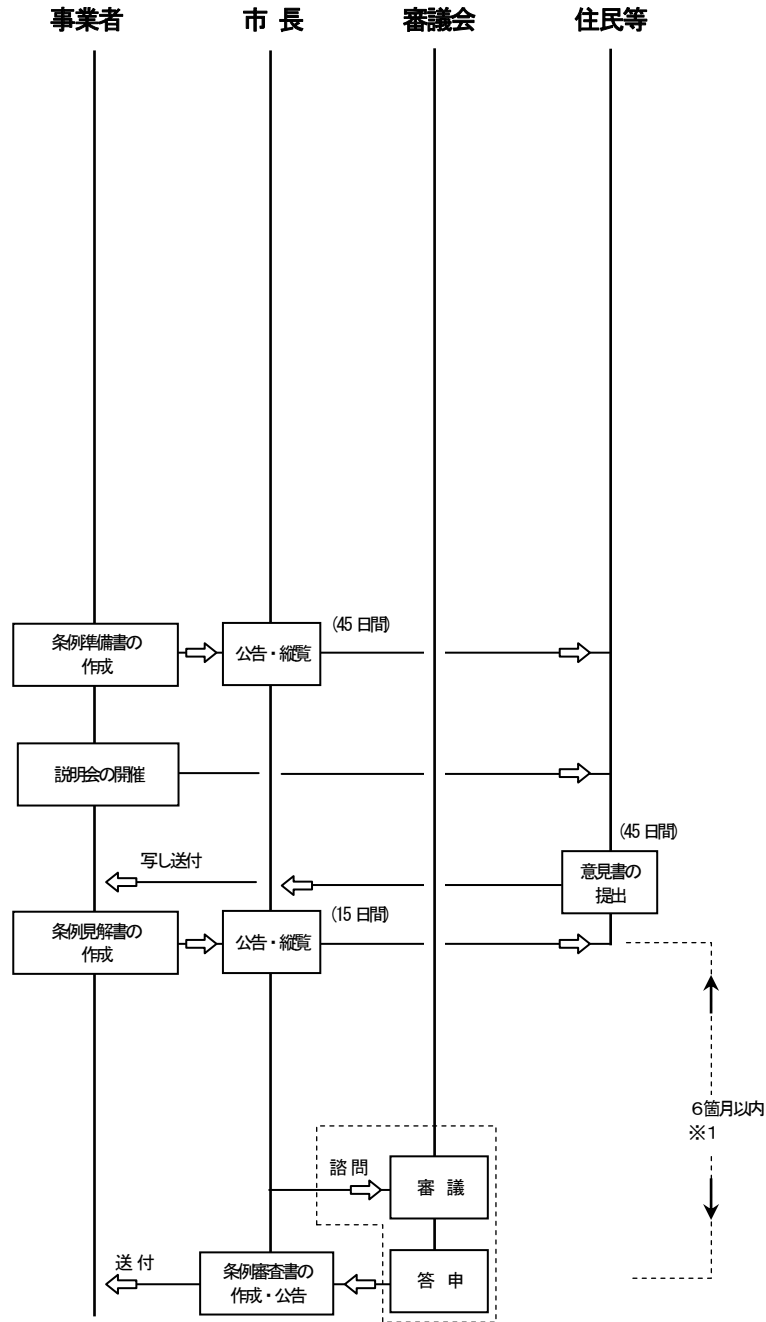 事業者
市 長
審議会
住民等
条例準備書の
作成
公告・縦覧
(45 日間)
説明会の開催
(45 日間)
写し送付
意見書の
提出
条例見解書の
作成
公告・縦覧
(15 日間)
6箇月以内
※1
諮 問
審 議
送 付
条例審査書の
作成・公告
答 申